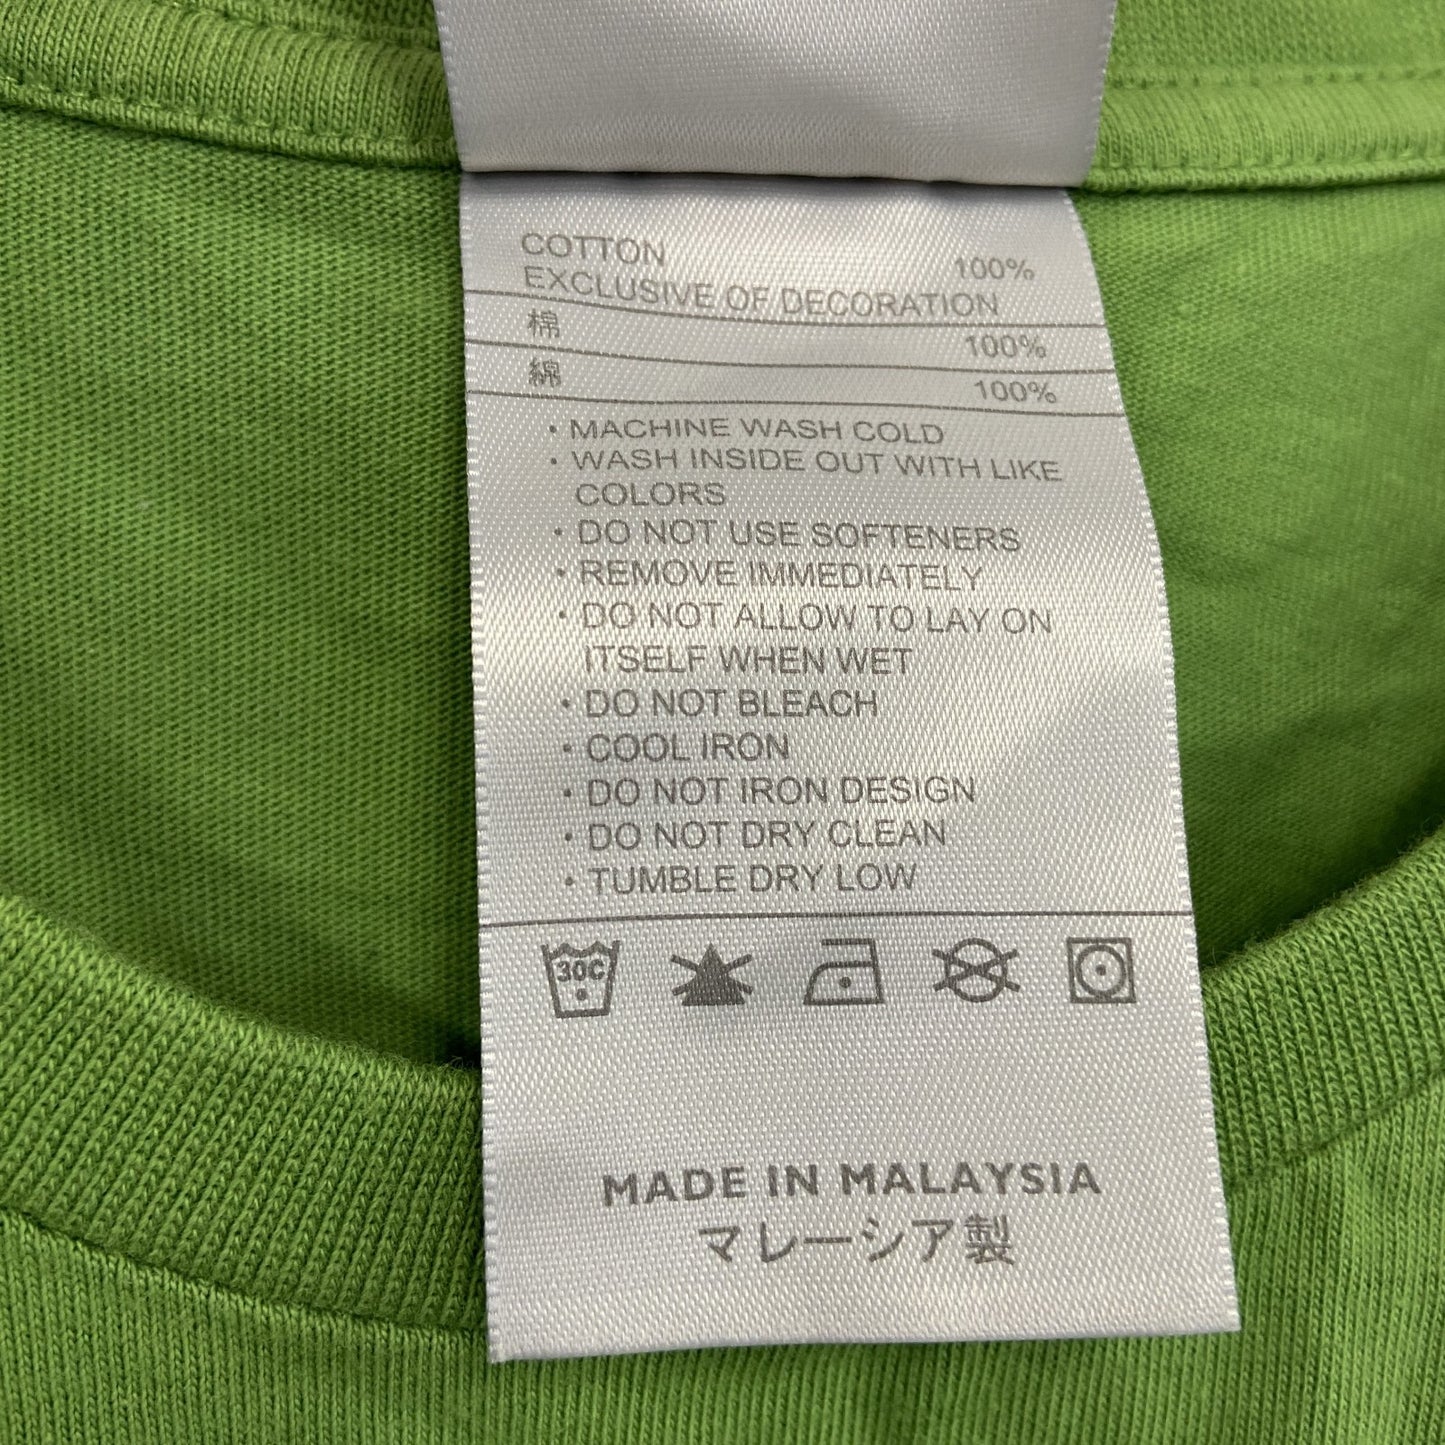 COTTON 100%
EXCLUSIVE OF DECORATION
棉 100%
綿 100%
• MACHINE WASH COLD
• WASH INSIDE OUT WITH LIKE
COLORS
• DO NOT USE SOFTENERS
• REMOVE IMMEDIATELY
• DO NOT ALLOW TO LAY ON
ITSELF WHEN WET
• DO NOT BLEACH
• COOL IRON
• DO NOT IRON DESIGN
• DO NOT DRY CLEAN
• TUMBLE DRY LOW
30C
MADE IN MALAYSIA
マレーシア製